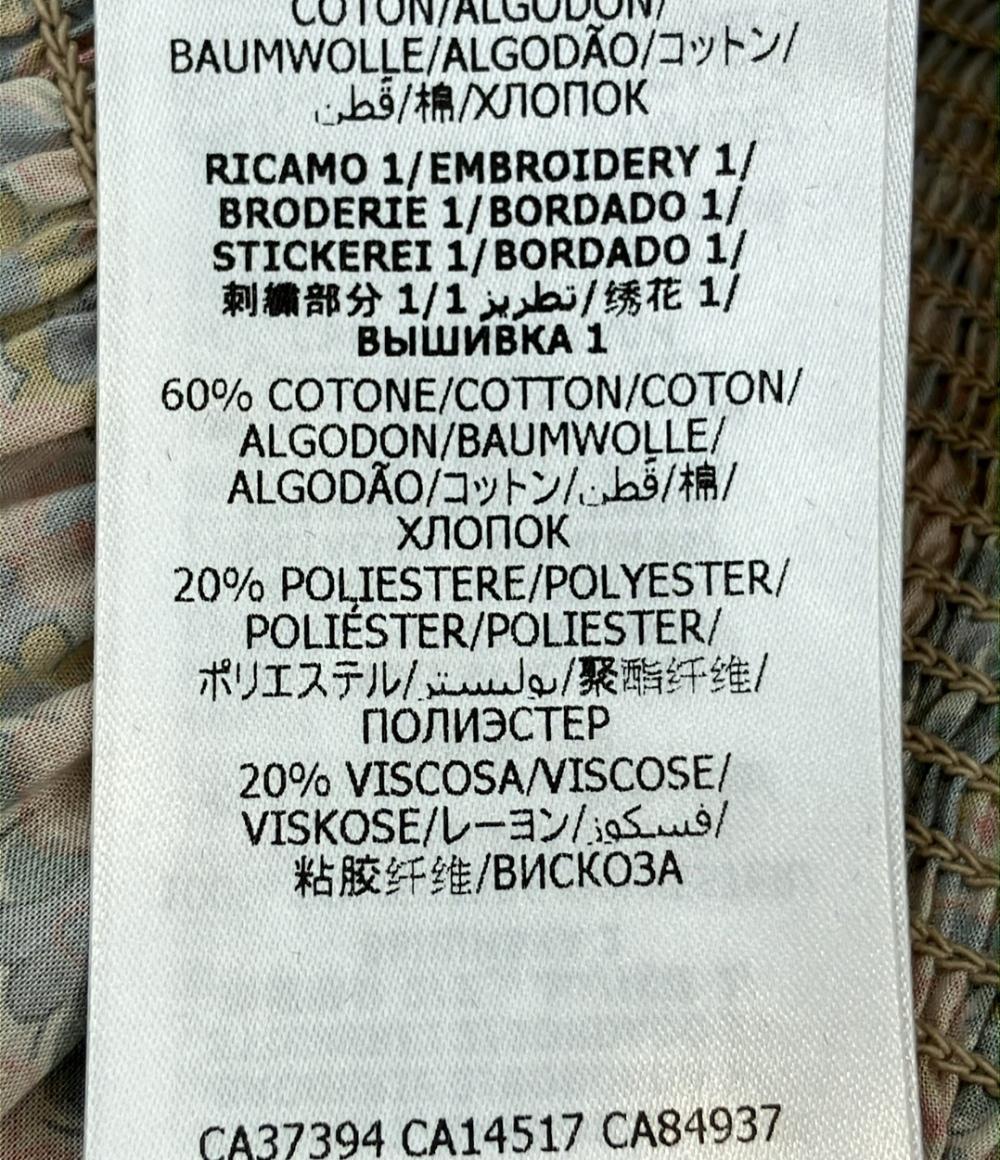 COTON/ALGODON/
BAUMWOLLE/ALGODÃO/コットン/
قطن/棉/ХЛОПОК
RICAMO 1/EMBROIDERY 1/
BRODERIE 1/BORDADO 1/
STICKEREI 1/BORDADO 1/
刺繍部分 1/1 تطريز/绣花 1/
ВЫШИВКА 1
60% COTONE/COTTON/COTON/
ALGODON/BAUMWOLLE/
ALGODÃO/コットン/قطن/棉/
ХЛОПОК
20% POLIESTERE/POLYESTER/
POLIÉSTER/POLIESTER/
ポリエステル/بوليستر/聚酯纤维/
ПОЛИЭСТЕР
20% VISCOSA/VISCOSE/
VISKOSE/レーヨン/فسكوز/
粘胶纤维/ВИСКОЗА
CA37394 CA14517 CA84937